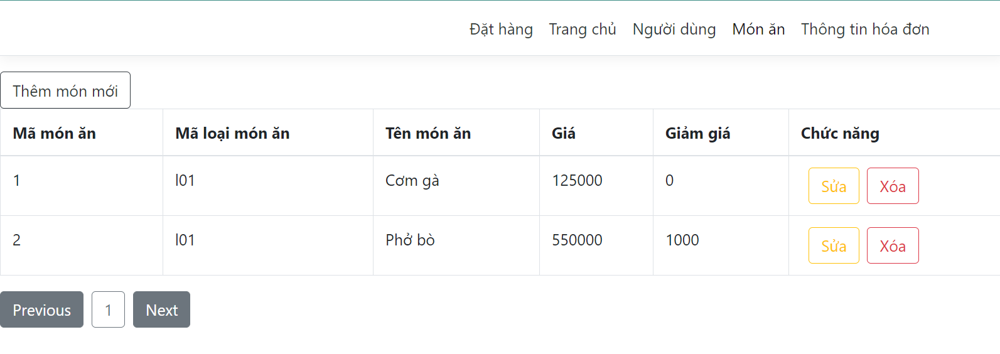 Đặt hàng Trang chủ Người dùng Món ăn Thông tin hóa đơn
Thêm món mới
Mã món ăn Mã loại món ăn Tên món ăn Giá Giảm giá Chức năng
1 l01 Cơm gà 125000 0 Sửa Xóa
2 l01 Phở bò 550000 1000 Sửa Xóa
Previous 1 Next